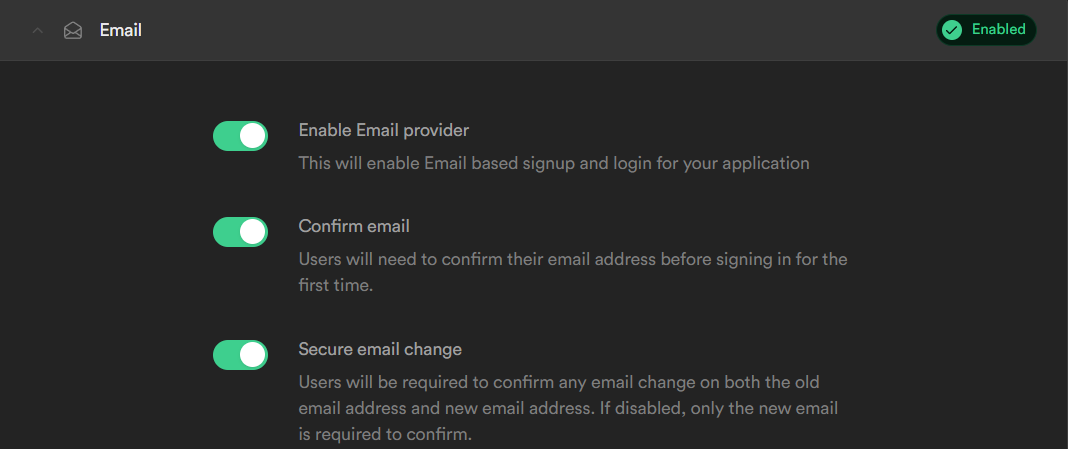 Email
Enabled
Enable Email provider
This will enable Email based signup and login for your application
Confirm email
Users will need to confirm their email address before signing in for the
first time.
Secure email change
Users will be required to confirm any email change on both the old
email address and new email address. If disabled, only the new email
is required to confirm.